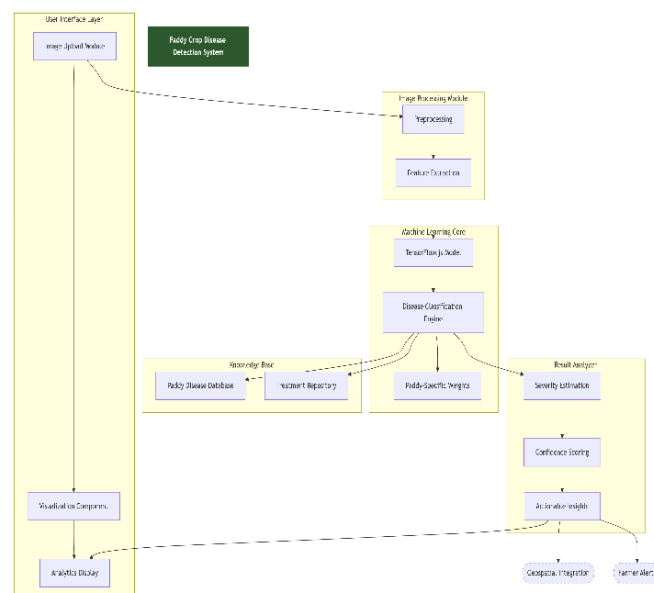 User Interface Layer
Image Upload Module
Paddy Crop Disease
Detection System
Image Processing Module
Preprocessing
Feature Extraction
Machine Learning Core
TensorFlow.js Model
Disease Classification
Engine
Knowledge Base
Paddy Disease Database
Treatment Repository
Paddy-Specific Weights
Result Analyzer
Severity Estimation
Confidence Scoring
Visualization Component
Actionable Insights
Analytics Display
Geospatial Integration
Farmer Alert